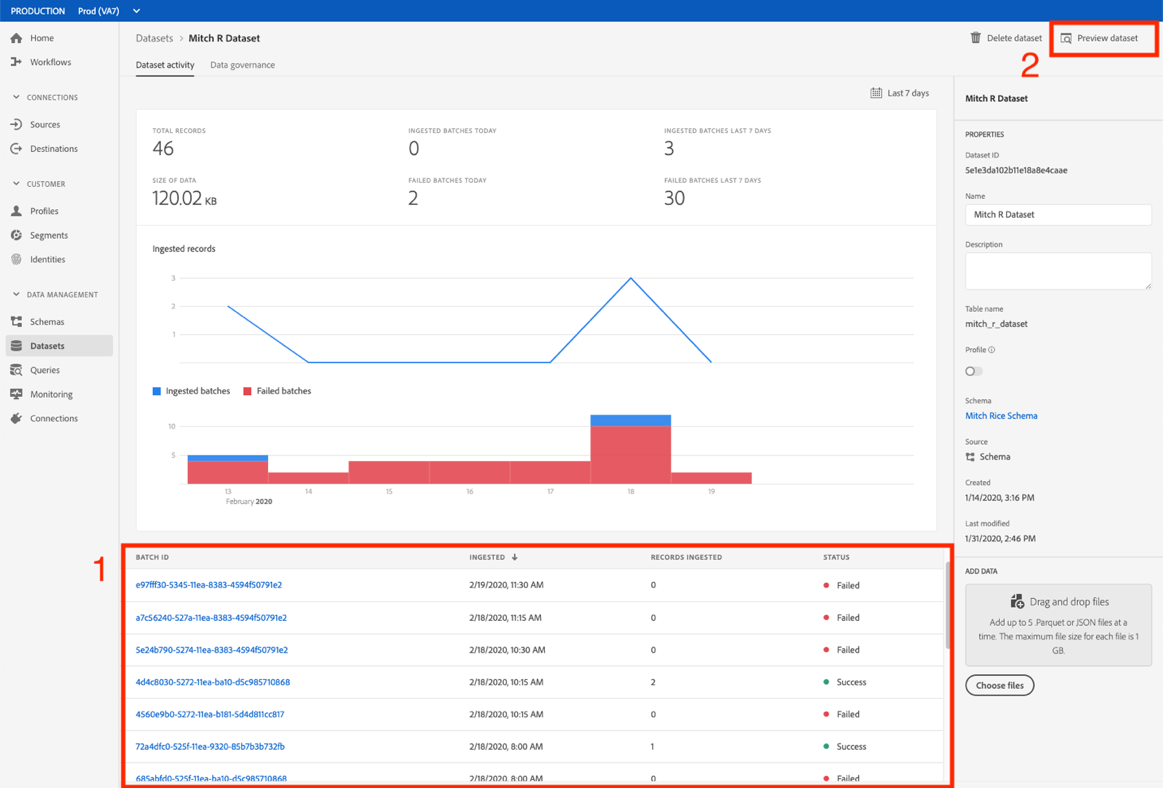 PRODUCTION Prod (VA7)
Home
Workflows
CONNECTIONS
Sources
Destinations
CUSTOMER
Profiles
Segments
Identities
DATA MANAGEMENT
Schemas
Datasets
Queries
Monitoring
Connections
Datasets > Mitch R Dataset
Delete dataset
Preview dataset
2
Dataset activity Data governance
Last 7 days
TOTAL RECORDS INGESTED BATCHES TODAY INGESTED BATCHES LAST 7 DAYS
46 0 3
SIZE OF DATA FAILED BATCHES TODAY FAILED BATCHES LAST 7 DAYS
120.02 KB 2 30
Ingested records
3
2
1
Ingested batches Failed batches
10
5
13 14 15 16 17 18 19
February 2020
1
BATCH ID INGESTED RECORDS INGESTED STATUS
e97fff30-5345-11ea-8383-4594f50791e2 2/19/2020, 11:30 AM 0 Failed
a7c56240-527a-11ea-8383-4594f50791e2 2/18/2020, 11:15 AM 0 Failed
5e24b790-5274-11ea-8383-4594f50791e2 2/18/2020, 10:30 AM 0 Failed
4d4c8030-5272-11ea-ba10-d5c985710868 2/18/2020, 10:15 AM 2 Success
4560e9b0-5272-11ea-b181-5d4d811cc817 2/18/2020, 10:15 AM 0 Failed
72a4dfc0-525f-11ea-9320-85b7b3b732fb 2/18/2020, 8:00 AM 1 Success
685abfd0-525f-11ea-ba10-d5c985710868 2/18/2020, 8:00 AM 0 Failed
Mitch R Dataset
PROPERTIES
Dataset ID
5e1e3da102b11e18a8e4caae
Name
Mitch R Dataset
Description
Table name
mitch_r_dataset
Profile
Schema
Mitch Rice Schema
Source
Schema
Created
1/14/2020, 3:16 PM
Last modified
1/31/2020, 2:46 PM
ADD DATA
Drag and drop files
Add up to 5 .Parquet or JSON files at a
time. The maximum file size for each file is 1
GB.
Choose files